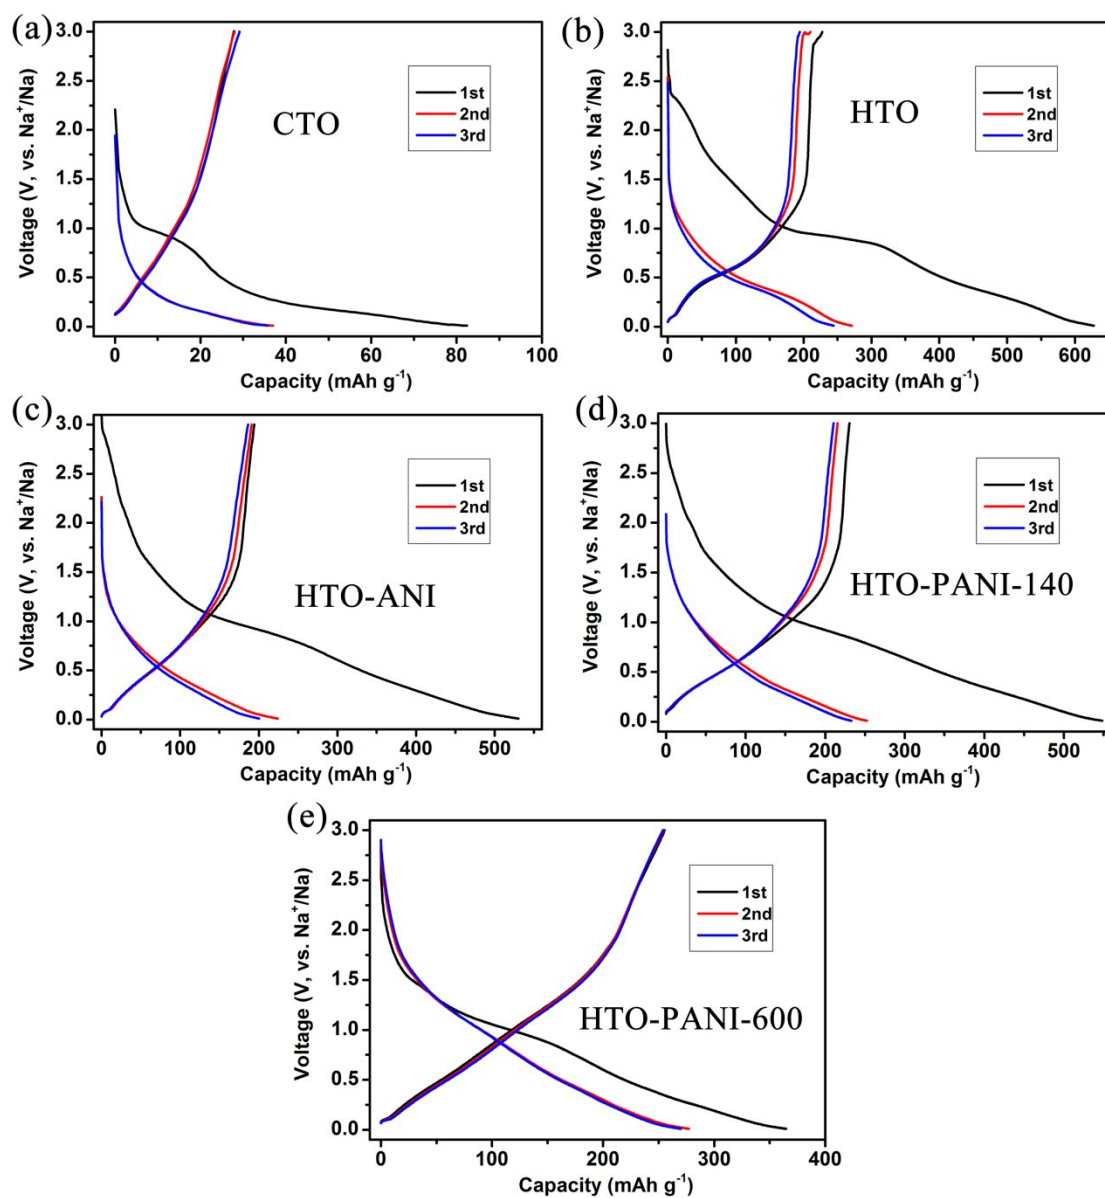 (a)
3.0
2.5
2.0
1.5
1.0
0.5
0.0
Voltage (V, vs. Na⁺/Na)
CTO
1st
2nd
3rd
0 20 40 60 80 100
Capacity (mAh g⁻¹)
(b)
3.0
2.5
2.0
1.5
1.0
0.5
0.0
Voltage (V, vs. Na⁺/Na)
HTO
1st
2nd
3rd
0 100 200 300 400 500 600
Capacity (mAh g⁻¹)
(c)
3.0
2.5
2.0
1.5
1.0
0.5
0.0
Voltage (V, vs. Na⁺/Na)
HTO-ANI
1st
2nd
3rd
0 100 200 300 400 500
Capacity (mAh g⁻¹)
(d)
3.0
2.5
2.0
1.5
1.0
0.5
0.0
Voltage (V, vs. Na⁺/Na)
HTO-PANI-140
1st
2nd
3rd
0 100 200 300 400 500
Capacity (mAh g⁻¹)
(e)
3.0
2.5
2.0
1.5
1.0
0.5
0.0
Voltage (V, vs. Na⁺/Na)
HTO-PANI-600
1st
2nd
3rd
0 100 200 300 400
Capacity (mAh g⁻¹)